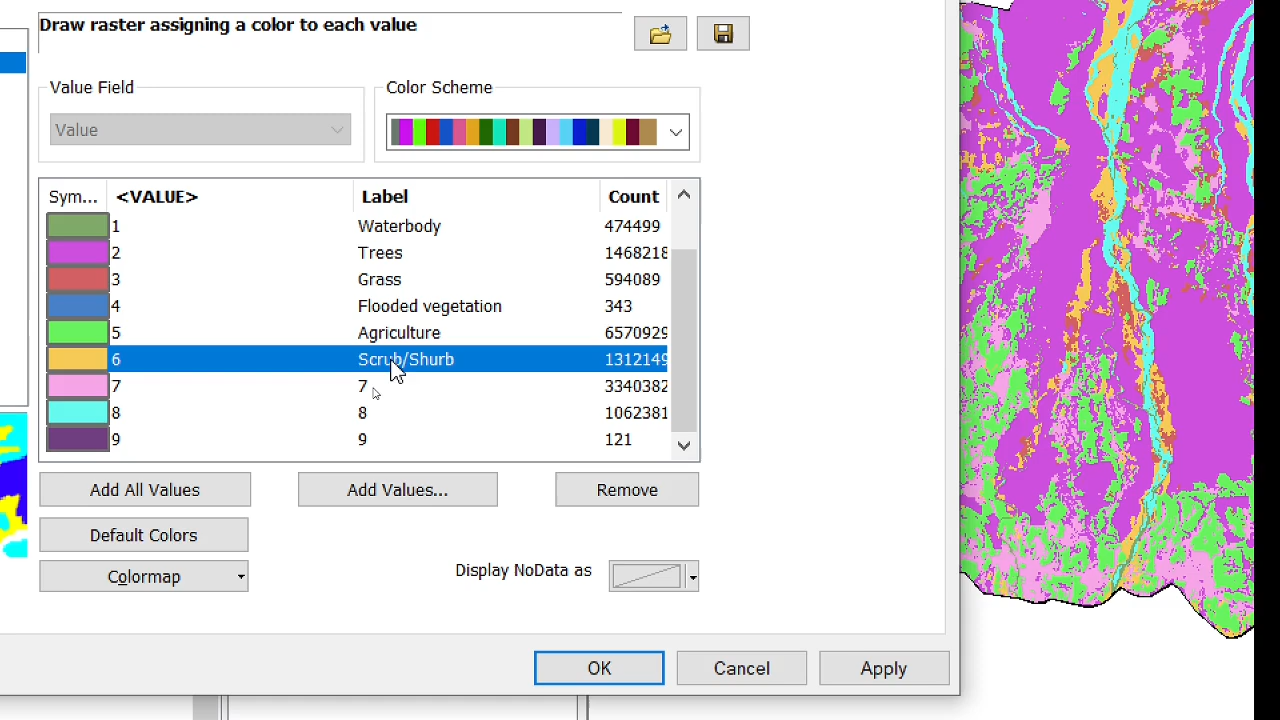 Draw raster assigning a color to each value
Value Field
Color Scheme
Value
Sym... <VALUE> Label Count
1 Waterbody 474499
2 Trees 1468218
3 Grass 594089
4 Flooded vegetation 343
5 Agriculture 6570929
6 Scrub/Shurb 1312149
7 7 3340382
8 8 1062381
9 9 121
Add All Values
Add Values...
Remove
Default Colors
Colormap
Display NoData as
OK
Cancel
Apply